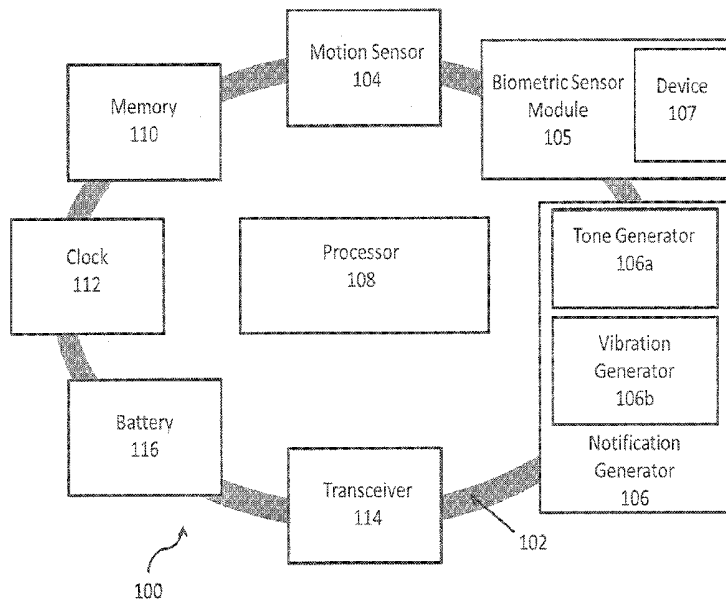 Motion Sensor
104
Biometric Sensor
Module
105
Device
107
Memory
110
Tone Generator
106a
Clock
112
Processor
108
Vibration
Generator
106b
Battery
116
Notification
Generator
106
Transceiver
114
102
100